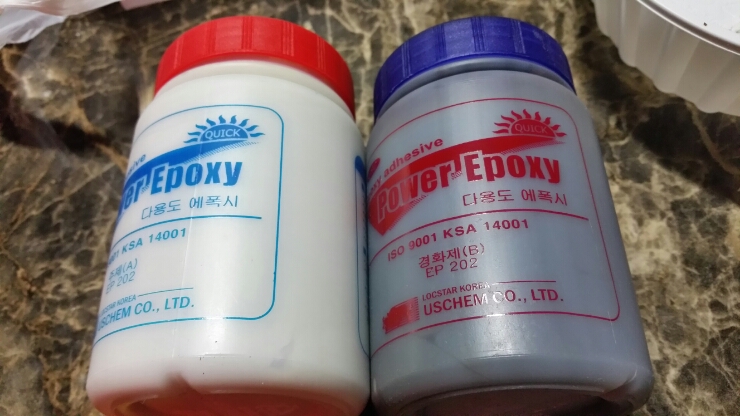 QUICK
Epoxy
다용도 에폭시
KSA 14001
(A)
EP 202
USCHEM CO., LTD.
QUICK
adhesive
Power Epoxy
다용도 에폭시
ISO 9001 KSA 14001
경화제(B)
EP 202
LOCSTAR KOREA
USCHEM CO., LTD.